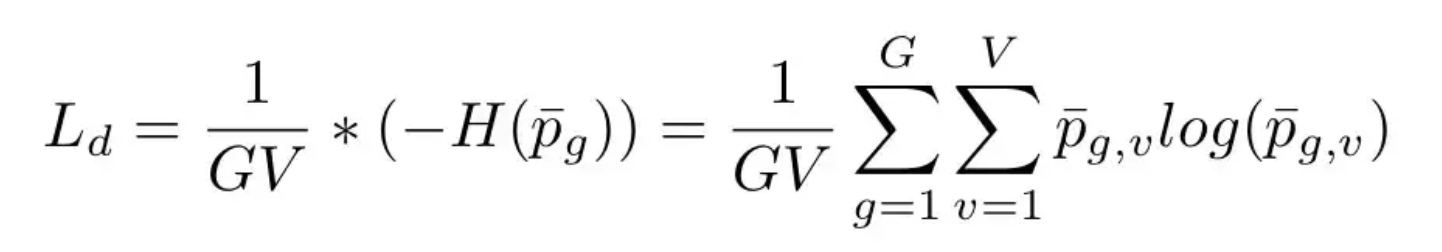 L_d = \frac{1}{GV} * (-H(\bar{p}_g)) = \frac{1}{GV} \sum_{g=1}^{G} \sum_{v=1}^{V} \bar{p}_{g,v} log(\bar{p}_{g,v})